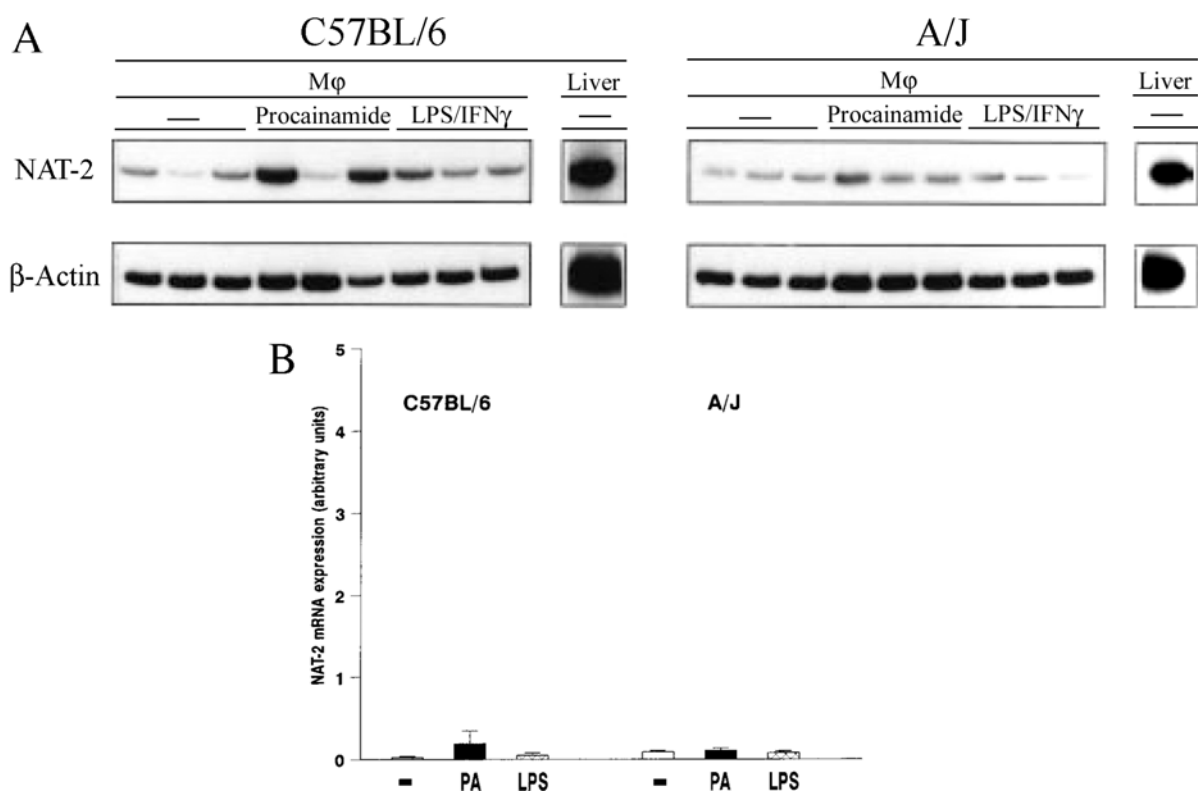 A
C57BL/6
A/J
Mφ
Liver
Mφ
Liver
—
Procainamide
LPS/IFNγ
—
—
Procainamide
LPS/IFNγ
—
NAT-2
β-Actin
B
NAT-2 mRNA expression (arbitrary units)
5
4
3
2
1
0
C57BL/6
A/J
-
PA
LPS
-
PA
LPS